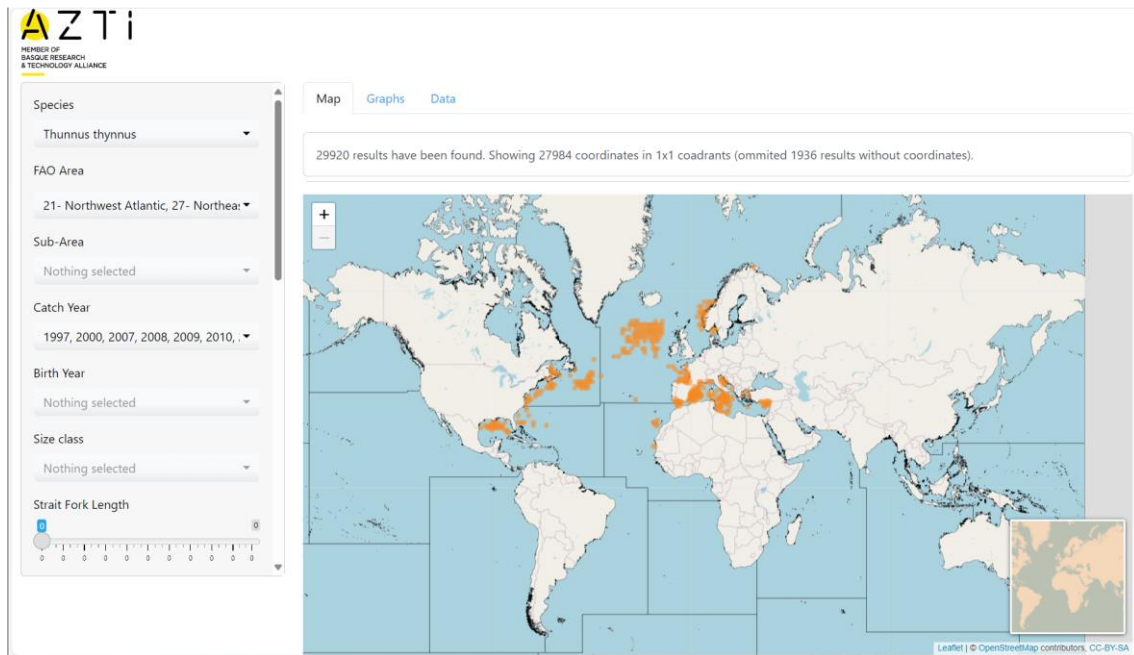 AZTi
MEMBER OF
BASQUE RESEARCH
& TECHNOLOGY ALLIANCE
Species
Thunnus thynnus
FAO Area
21- Northwest Atlantic, 27- Northea:
Sub-Area
Nothing selected
Catch Year
1997, 2000, 2007, 2008, 2009, 2010, .
Birth Year
Nothing selected
Size class
Nothing selected
Strait Fork Length
0 0
0 0 0 0 0 0 0 0 0 0 0
Map Graphs Data
29920 results have been found. Showing 27984 coordinates in 1x1 coadrants (ommited 1936 results without coordinates).
+
−
Leaflet | © OpenStreetMap contributors, CC-BY-SA